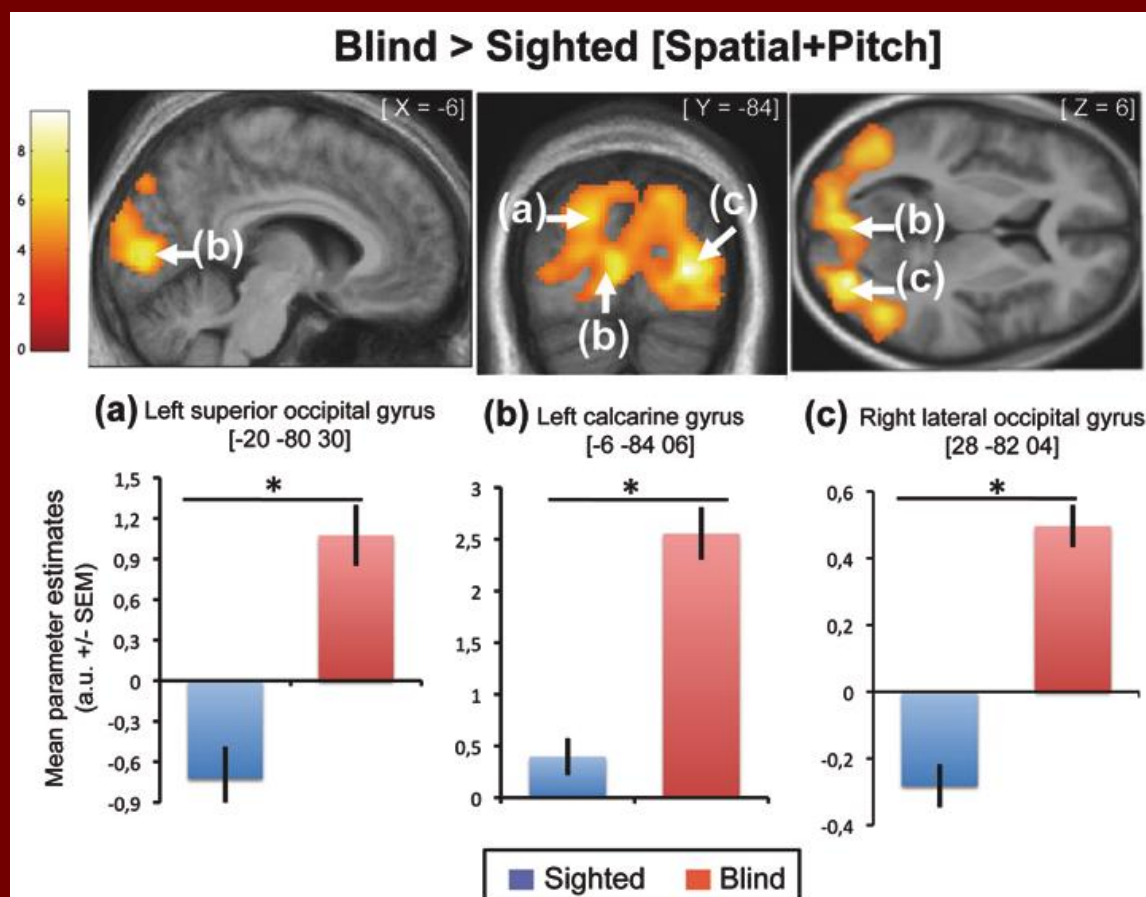 Blind > Sighted [Spatial+Pitch]
[ X = -6]
[ Y = -84]
[ Z = 6]
8
6
4
2
0
(b)
(a)
(c)
(b)
(b)
(c)
(a) Left superior occipital gyrus
[-20 -80 30]
(b) Left calcarine gyrus
[-6 -84 06]
(c) Right lateral occipital gyrus
[28 -82 04]
Mean parameter estimates
(a.u. +/- SEM)
1,5
1,2
0,9
0,6
0,3
0
-0,3
-0,6
-0,9
*
3
2,5
2
1,5
1
0,5
0
*
0,6
0,4
0,2
0
-0,2
-0,4
*
Sighted
Blind